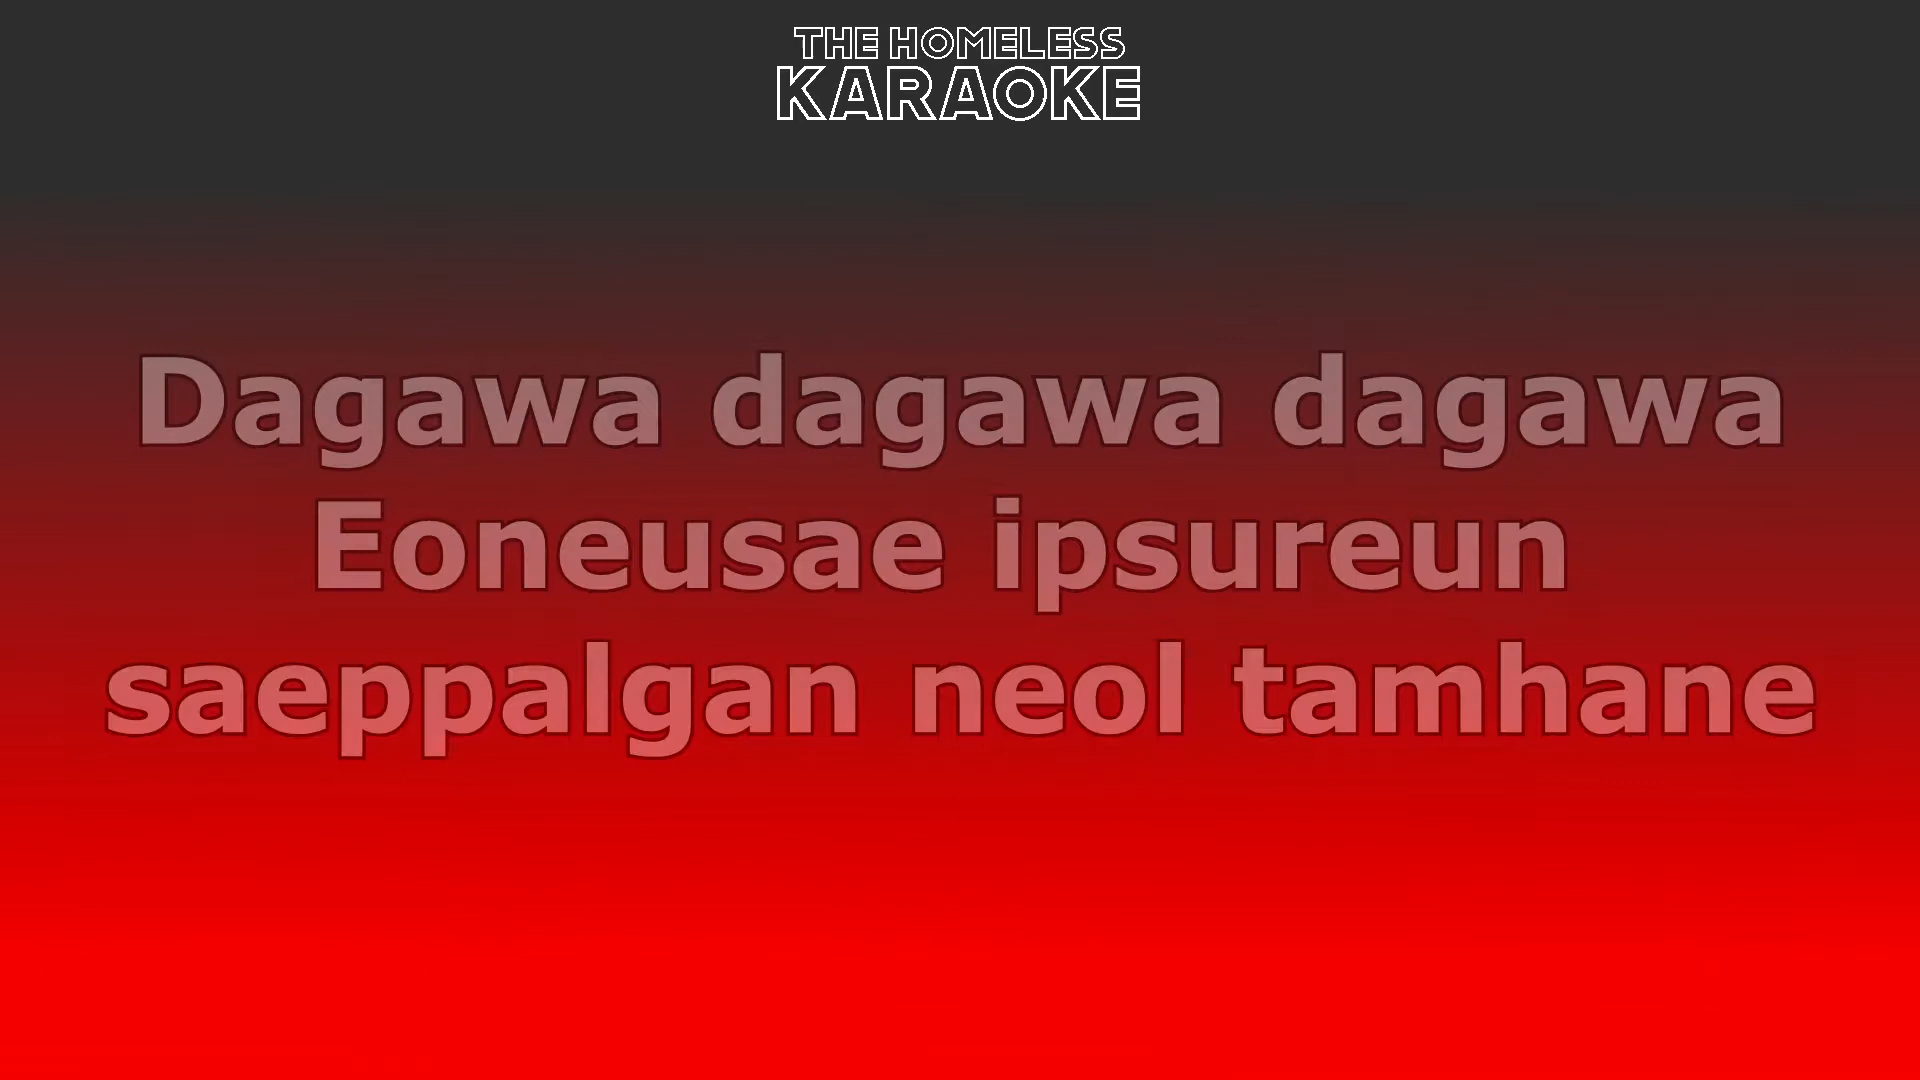 THE HOMELESS
KARAOKE
Dagawa dagawa dagawa
Eoneusae ipsureun
saeppalgan neol tamhane